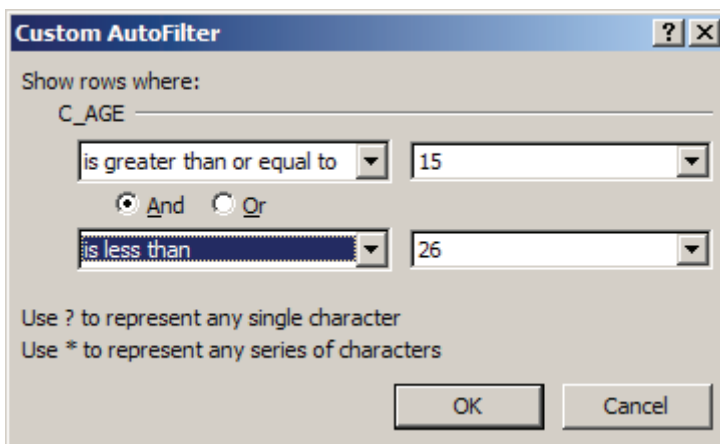 Custom AutoFilter ? X
Show rows where:
C_AGE
is greater than or equal to 15
And Or
is less than 26
Use ? to represent any single character
Use * to represent any series of characters
OK Cancel